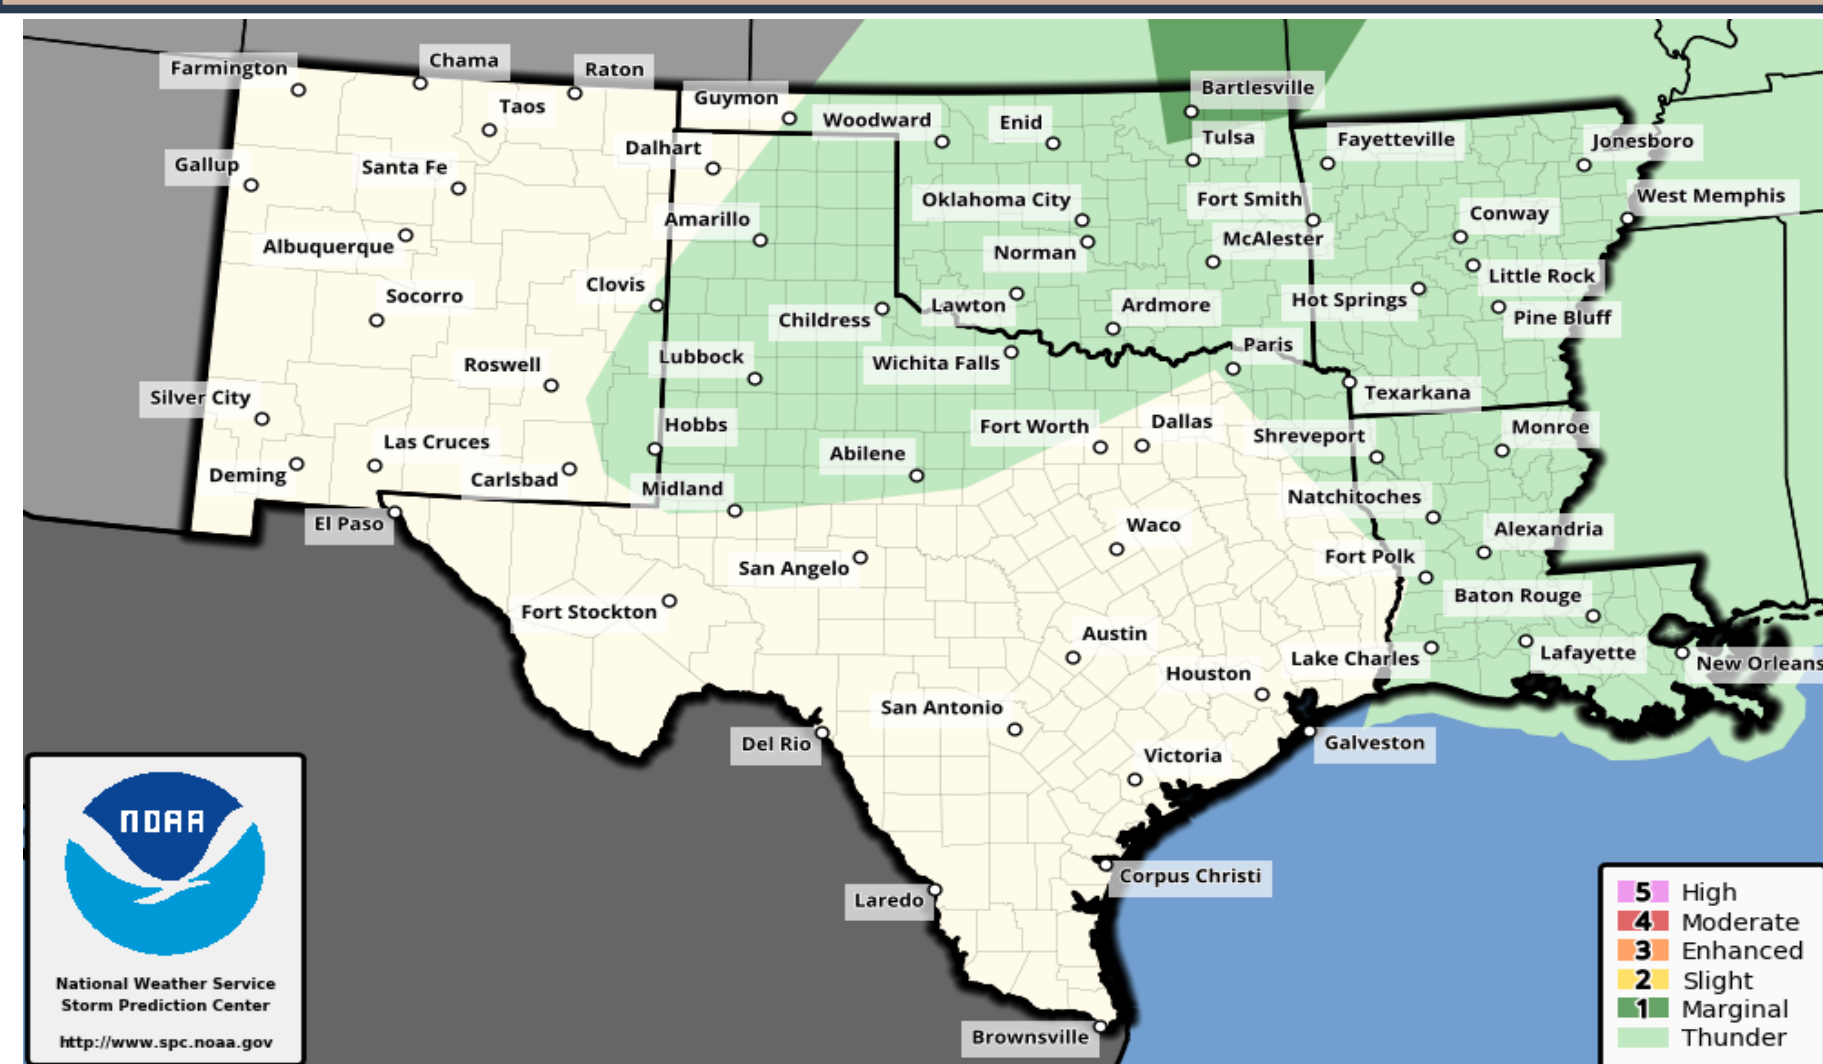 Farmington
Chama
Raton
Taos
Guymon
Woodward
Enid
Bartlesville
Tulsa
Fayetteville
Jonesboro
Gallup
Santa Fe
Dalhart
Amarillo
Oklahoma City
Fort Smith
Conway
West Memphis
Albuquerque
Norman
McAlester
Little Rock
Socorro
Clovis
Childress
Lawton
Ardmore
Hot Springs
Pine Bluff
Roswell
Lubbock
Wichita Falls
Paris
Texarkana
Silver City
Las Cruces
Hobbs
Fort Worth
Dallas
Shreveport
Monroe
Deming
Carlsbad
Midland
Abilene
Natchitoches
El Paso
San Angelo
Waco
Alexandria
Fort Polk
Fort Stockton
Baton Rouge
Austin
Houston
Lake Charles
Lafayette
New Orleans
San Antonio
Del Rio
Galveston
Victoria
Laredo
Corpus Christi
Brownsville
NOAA
National Weather Service
Storm Prediction Center
http://www.spc.noaa.gov
5 High
4 Moderate
3 Enhanced
2 Slight
1 Marginal
Thunder